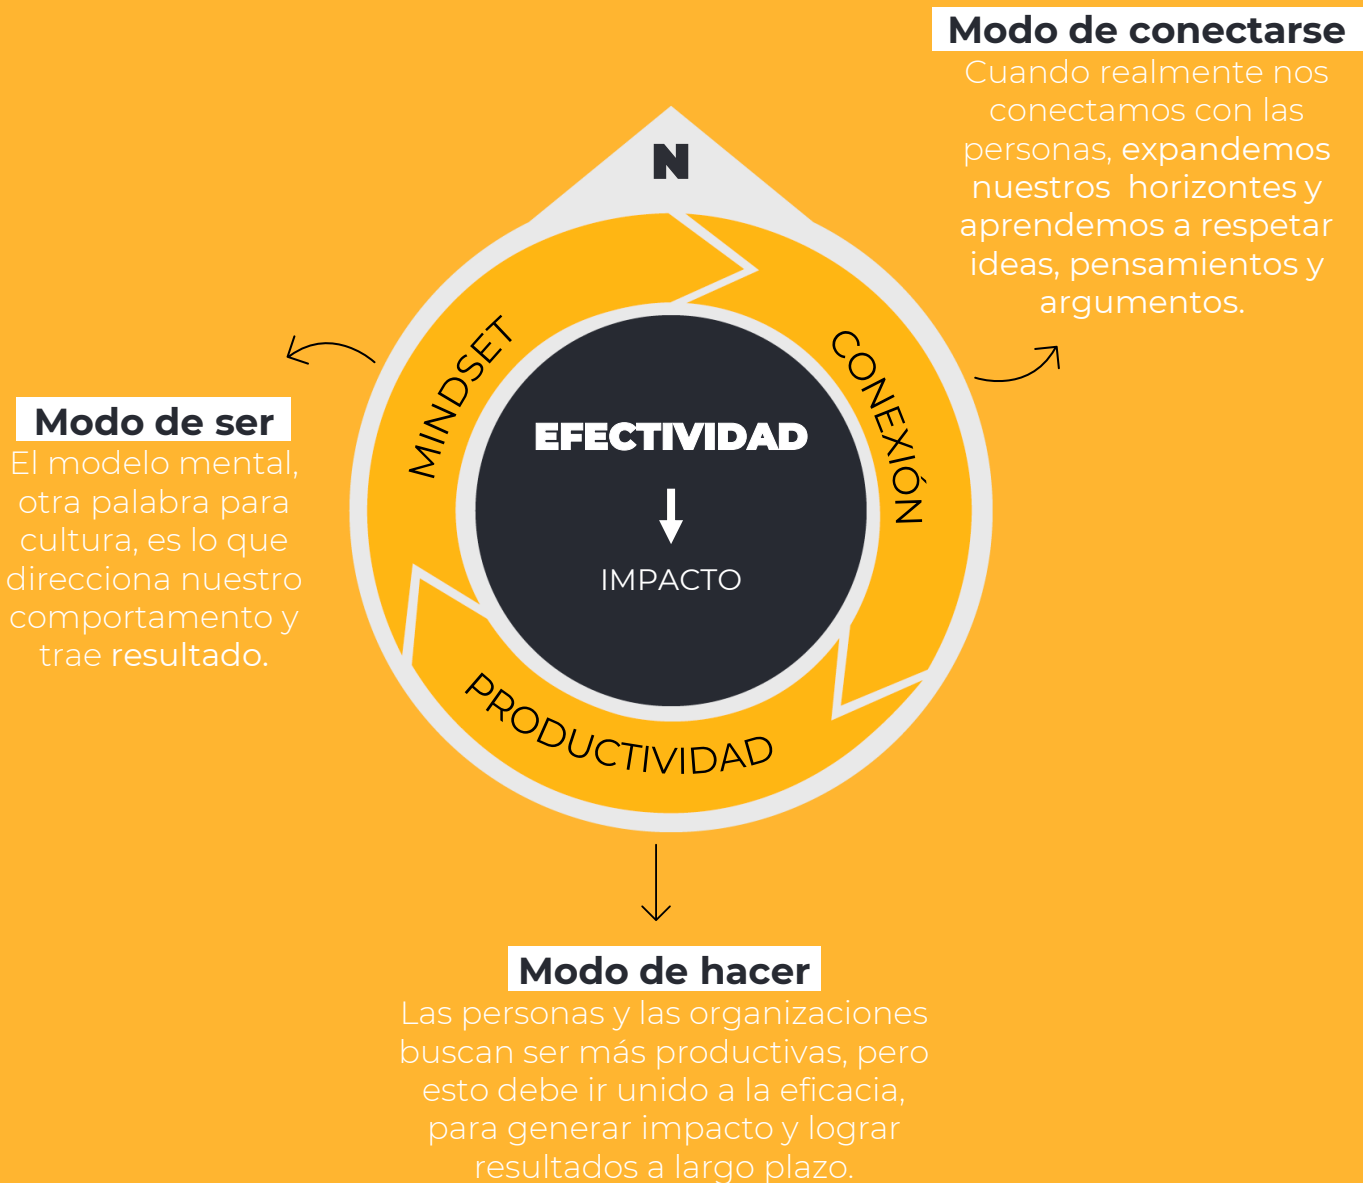 Modo de conectarse
Cuando realmente nos
conectamos con las
personas, expandemos
nuestros horizontes y
aprendemos a respetar
ideas, pensamientos y
argumentos.
N
MINDSET
CONEXIÓN
PRODUCTIVIDAD
EFECTIVIDAD
IMPACTO
Modo de ser
El modelo mental,
otra palabra para
cultura, es lo que
direcciona nuestro
comportamento y
trae resultado.
Modo de hacer
Las personas y las organizaciones
buscan ser más productivas, pero
esto debe ir unido a la eficacia,
para generar impacto y lograr
resultados a largo plazo.